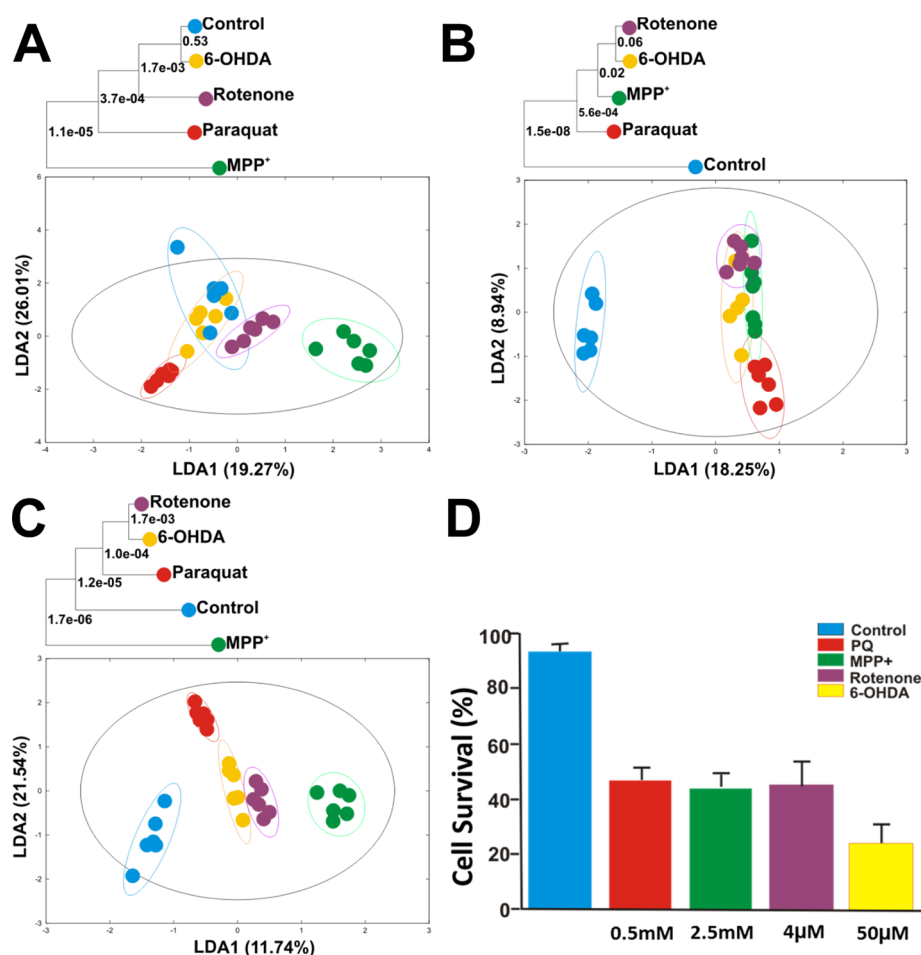 A
Control
0.53
6-OHDA
1.7e-03
Rotenone
3.7e-04
Paraquat
1.1e-05
MPP⁺
6
4
2
0
-2
-4
-4 -3 -2 -1 0 1 2 3 4
LDA2 (26.01%)
LDA1 (19.27%)
B
Rotenone
0.06
6-OHDA
0.02
MPP⁺
5.6e-04
Paraquat
1.5e-08
Control
3
2
1
0
-1
-2
-3
-3 -2 -1 0 1 2 3
LDA2 (8.94%)
LDA1 (18.25%)
C
Rotenone
1.7e-03
6-OHDA
1.0e-04
Paraquat
1.2e-05
Control
1.7e-06
MPP⁺
3
2
1
0
-1
-2
-3
-3 -2 -1 0 1 2 3
LDA2 (21.54%)
LDA1 (11.74%)
D
Control
PQ
MPP+
Rotenone
6-OHDA
100
80
60
40
20
0
Cell Survival (%)
0.5mM 2.5mM 4µM 50µM